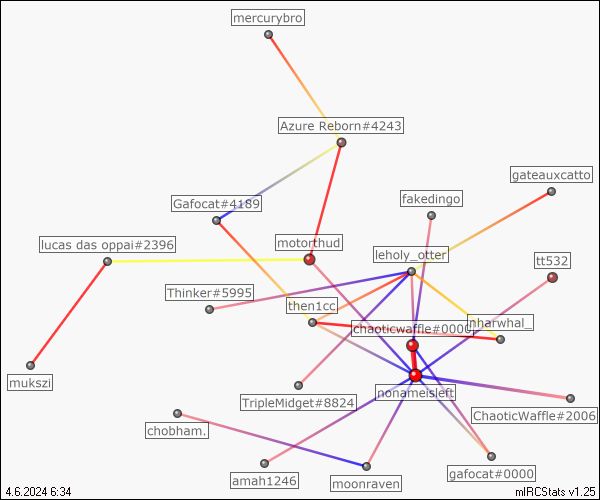 mercurybro
Azure Reborn#4243
gateauxcatto
fakedingo
Gafocat#4189
lucas das oppai#2396
motorthud
leholy_otter
tt532
Thinker#5995
then1cc
nharwhal_
chaoticwaffle#0000
mukszi
nonameisleft
TripleMidget#8824
ChaoticWaffle#2006
chobham.
amah1246
moonraven
gafocat#0000
4.6.2024 6:34
mIRCStats v1.25